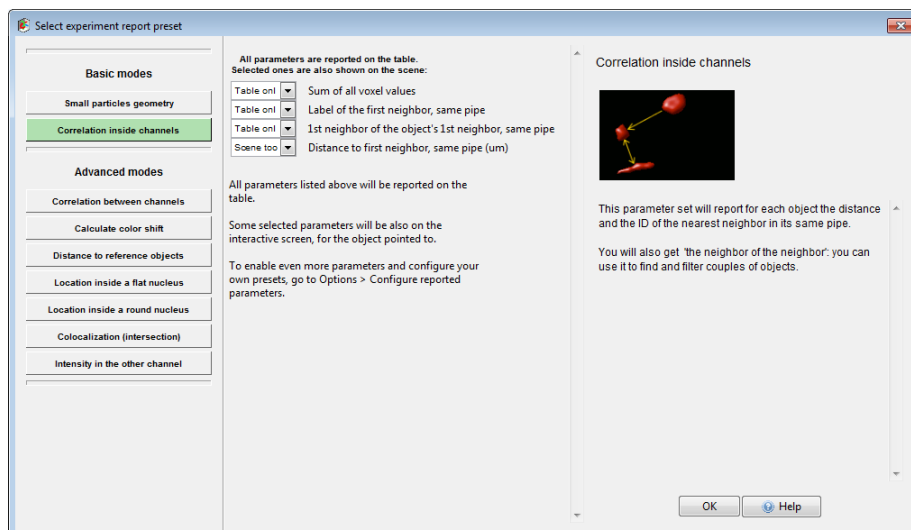 Select experiment report preset
Basic modes
Small particles geometry
Correlation inside channels
Advanced modes
Correlation between channels
Calculate color shift
Distance to reference objects
Location inside a flat nucleus
Location inside a round nucleus
Colocalization (intersection)
Intensity in the other channel
All parameters are reported on the table.
Selected ones are also shown on the scene:
Table onl Sum of all voxel values
Table onl Label of the first neighbor, same pipe
Table onl 1st neighbor of the object's 1st neighbor, same pipe
Scene too Distance to first neighbor, same pipe (um)
All parameters listed above will be reported on the
table.
Some selected parameters will be also on the
interactive screen, for the object pointed to.
To enable even more parameters and configure your
own presets, go to Options > Configure reported
parameters.
Correlation inside channels
This parameter set will report for each object the distance
and the ID of the nearest neighbor in its same pipe.
You will also get 'the neighbor of the neighbor': you can
use it to find and filter couples of objects.
OK
Help